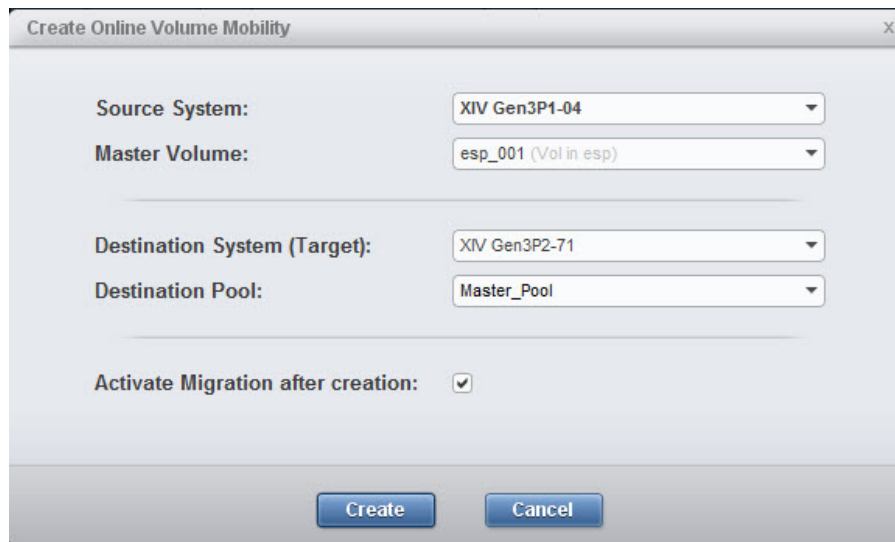 Create Online Volume Mobility x
Source System: XIV Gen3P1-04
Master Volume: esp_001 (Vol in esp)
Destination System (Target): XIV Gen3P2-71
Destination Pool: Master_Pool
Activate Migration after creation:
Create Cancel